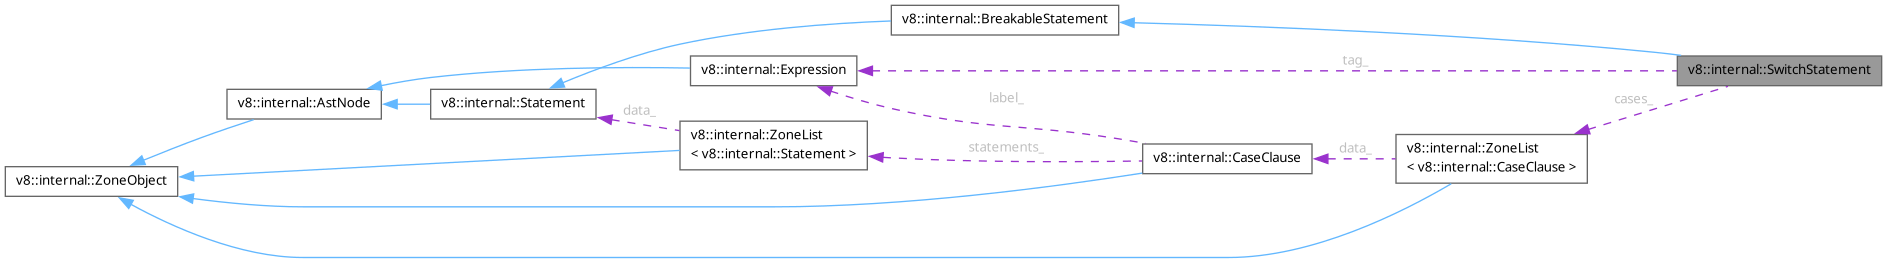 v8::internal::BreakableStatement
v8::internal::Expression
tag_
v8::internal::SwitchStatement
v8::internal::AstNode
v8::internal::Statement
data_
label_
cases_
v8::internal::ZoneList
< v8::internal::Statement >
statements_
v8::internal::CaseClause
data_
v8::internal::ZoneList
< v8::internal::CaseClause >
v8::internal::ZoneObject